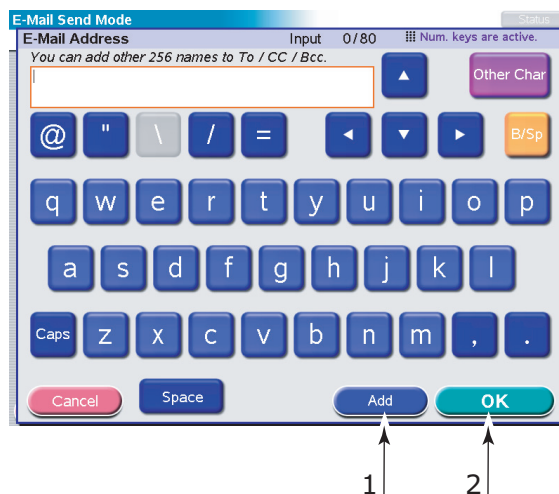 E-Mail Send Mode
Status
E-Mail Address Input 0/80 Num. keys are active.
You can add other 256 names to To / CC / Bcc.
Other Char
@ " \ / = B/Sp
q w e r t y u i o p
a s d f g h j k l
Caps z x c v b n m , .
Cancel Space Add OK
1 2